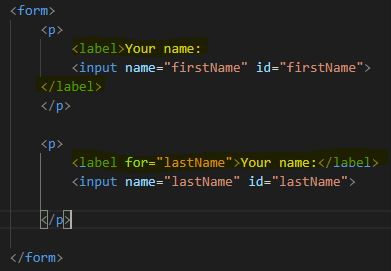 <form>
<p>
<label>Your name:
<input name="firstName" id="firstName">
</label>
</p>
<p>
<label for="lastName">Your name:</label>
<input name="lastName" id="lastName">
</p>
</form>